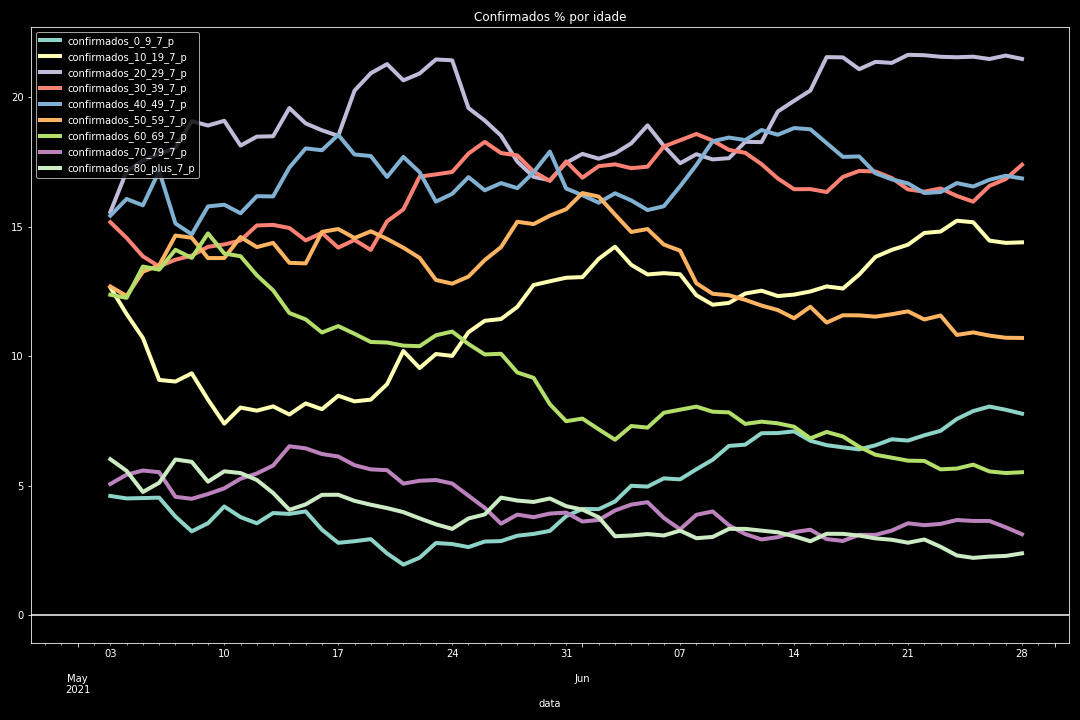 Confirmados % por idade
confirmados_0_9_7_p
confirmados_10_19_7_p
confirmados_20_29_7_p
confirmados_30_39_7_p
confirmados_40_49_7_p
confirmados_50_59_7_p
confirmados_60_69_7_p
confirmados_70_79_7_p
confirmados_80_plus_7_p
20
15
10
5
0
03 10 17 24 31 07 14 21 28
May Jun
2021
data